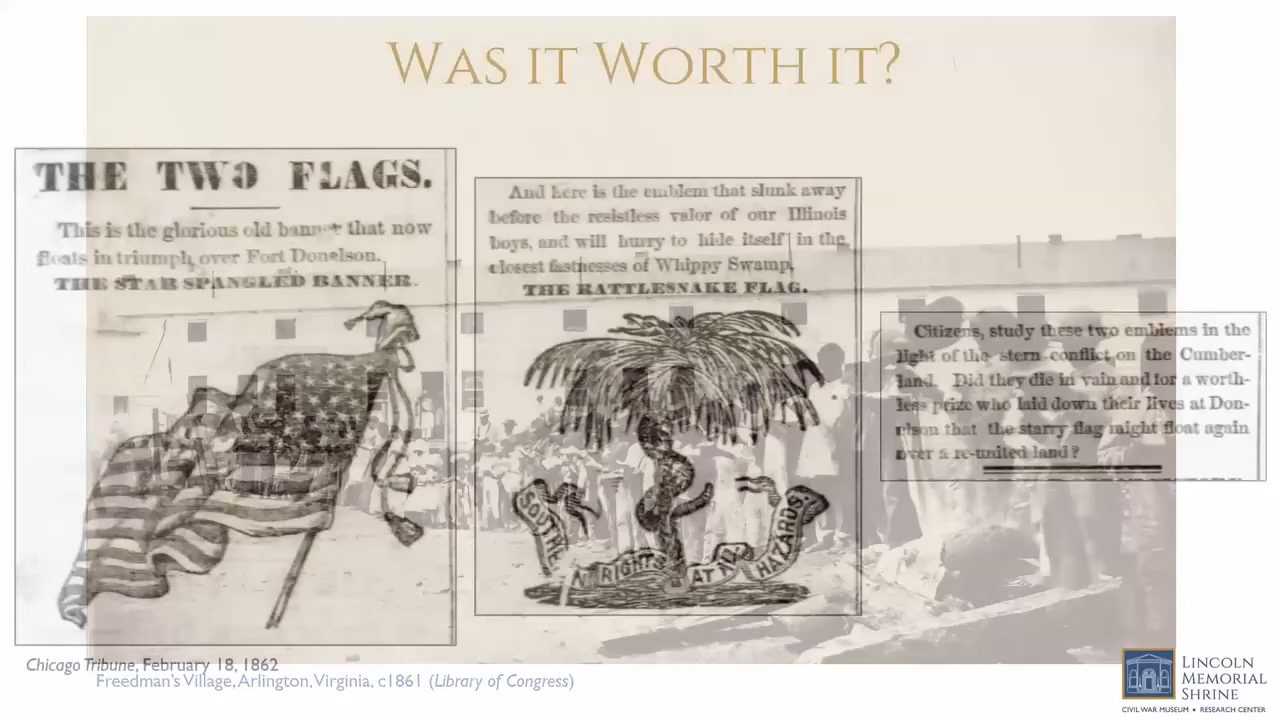 WAS IT WORTH IT?
THE TWO FLAGS.
This is the glorious old banner that now
floats in triumph over Fort Donelson.
THE STAR SPANGLED BANNER.
And here is the emblem that slunk away
before the resistless valor of our Illinois
boys, and will hurry to hide itself in the
closest fastnesses of Whippy Swamp.
THE RATTLESNAKE FLAG.
RIGHTS AT ALL HAZARDS.
Citizens, study these two emblems in the
light of the stern conflict on the Cumber-
land. Did they die in vain and for a worth-
less prize who laid down their lives at Don-
elson that the starry flag might float again
over a re-united land?
Chicago Tribune, February 18, 1862
Freedman's Village, Arlington, Virginia, c1861 (Library of Congress)
LINCOLN
MEMORIAL
SHRINE
CIVIL WAR MUSEUM • RESEARCH CENTER